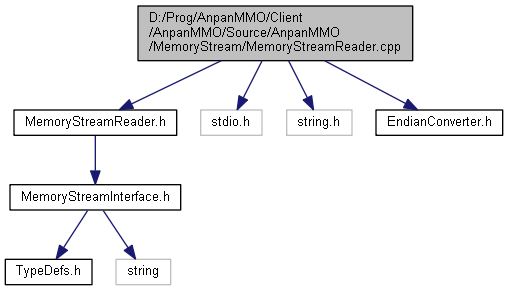 D:/Prog/AnpanMMO/Client
/AnpanMMO/Source/AnpanMMO
/MemoryStream/MemoryStreamReader.cpp
MemoryStreamReader.h
stdio.h
string.h
EndianConverter.h
MemoryStreamInterface.h
TypeDefs.h
string